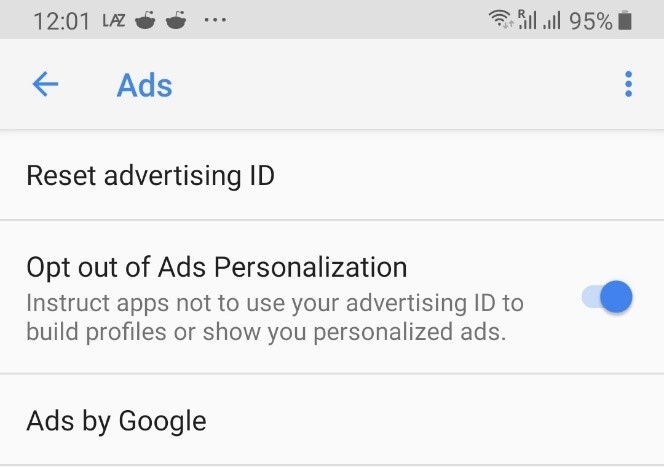 12:01 LAZ ... R 95%
Ads
Reset advertising ID
Opt out of Ads Personalization
Instruct apps not to use your advertising ID to
build profiles or show you personalized ads.
Ads by Google